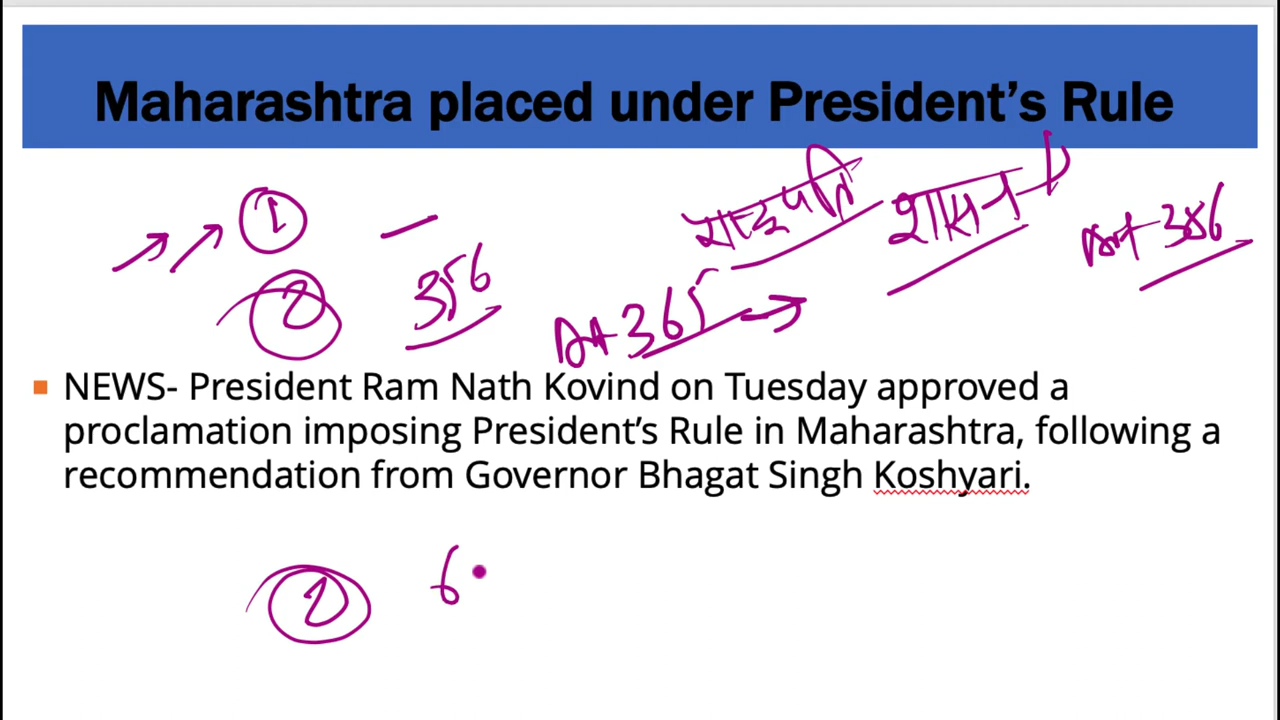 Maharashtra placed under President’s Rule
① —
राष्ट्रपति शासन Art 356
② 356 Art 365 →
▪ NEWS- President Ram Nath Kovind on Tuesday approved a
proclamation imposing President’s Rule in Maharashtra, following a
recommendation from Governor Bhagat Singh Koshyari.
② 6